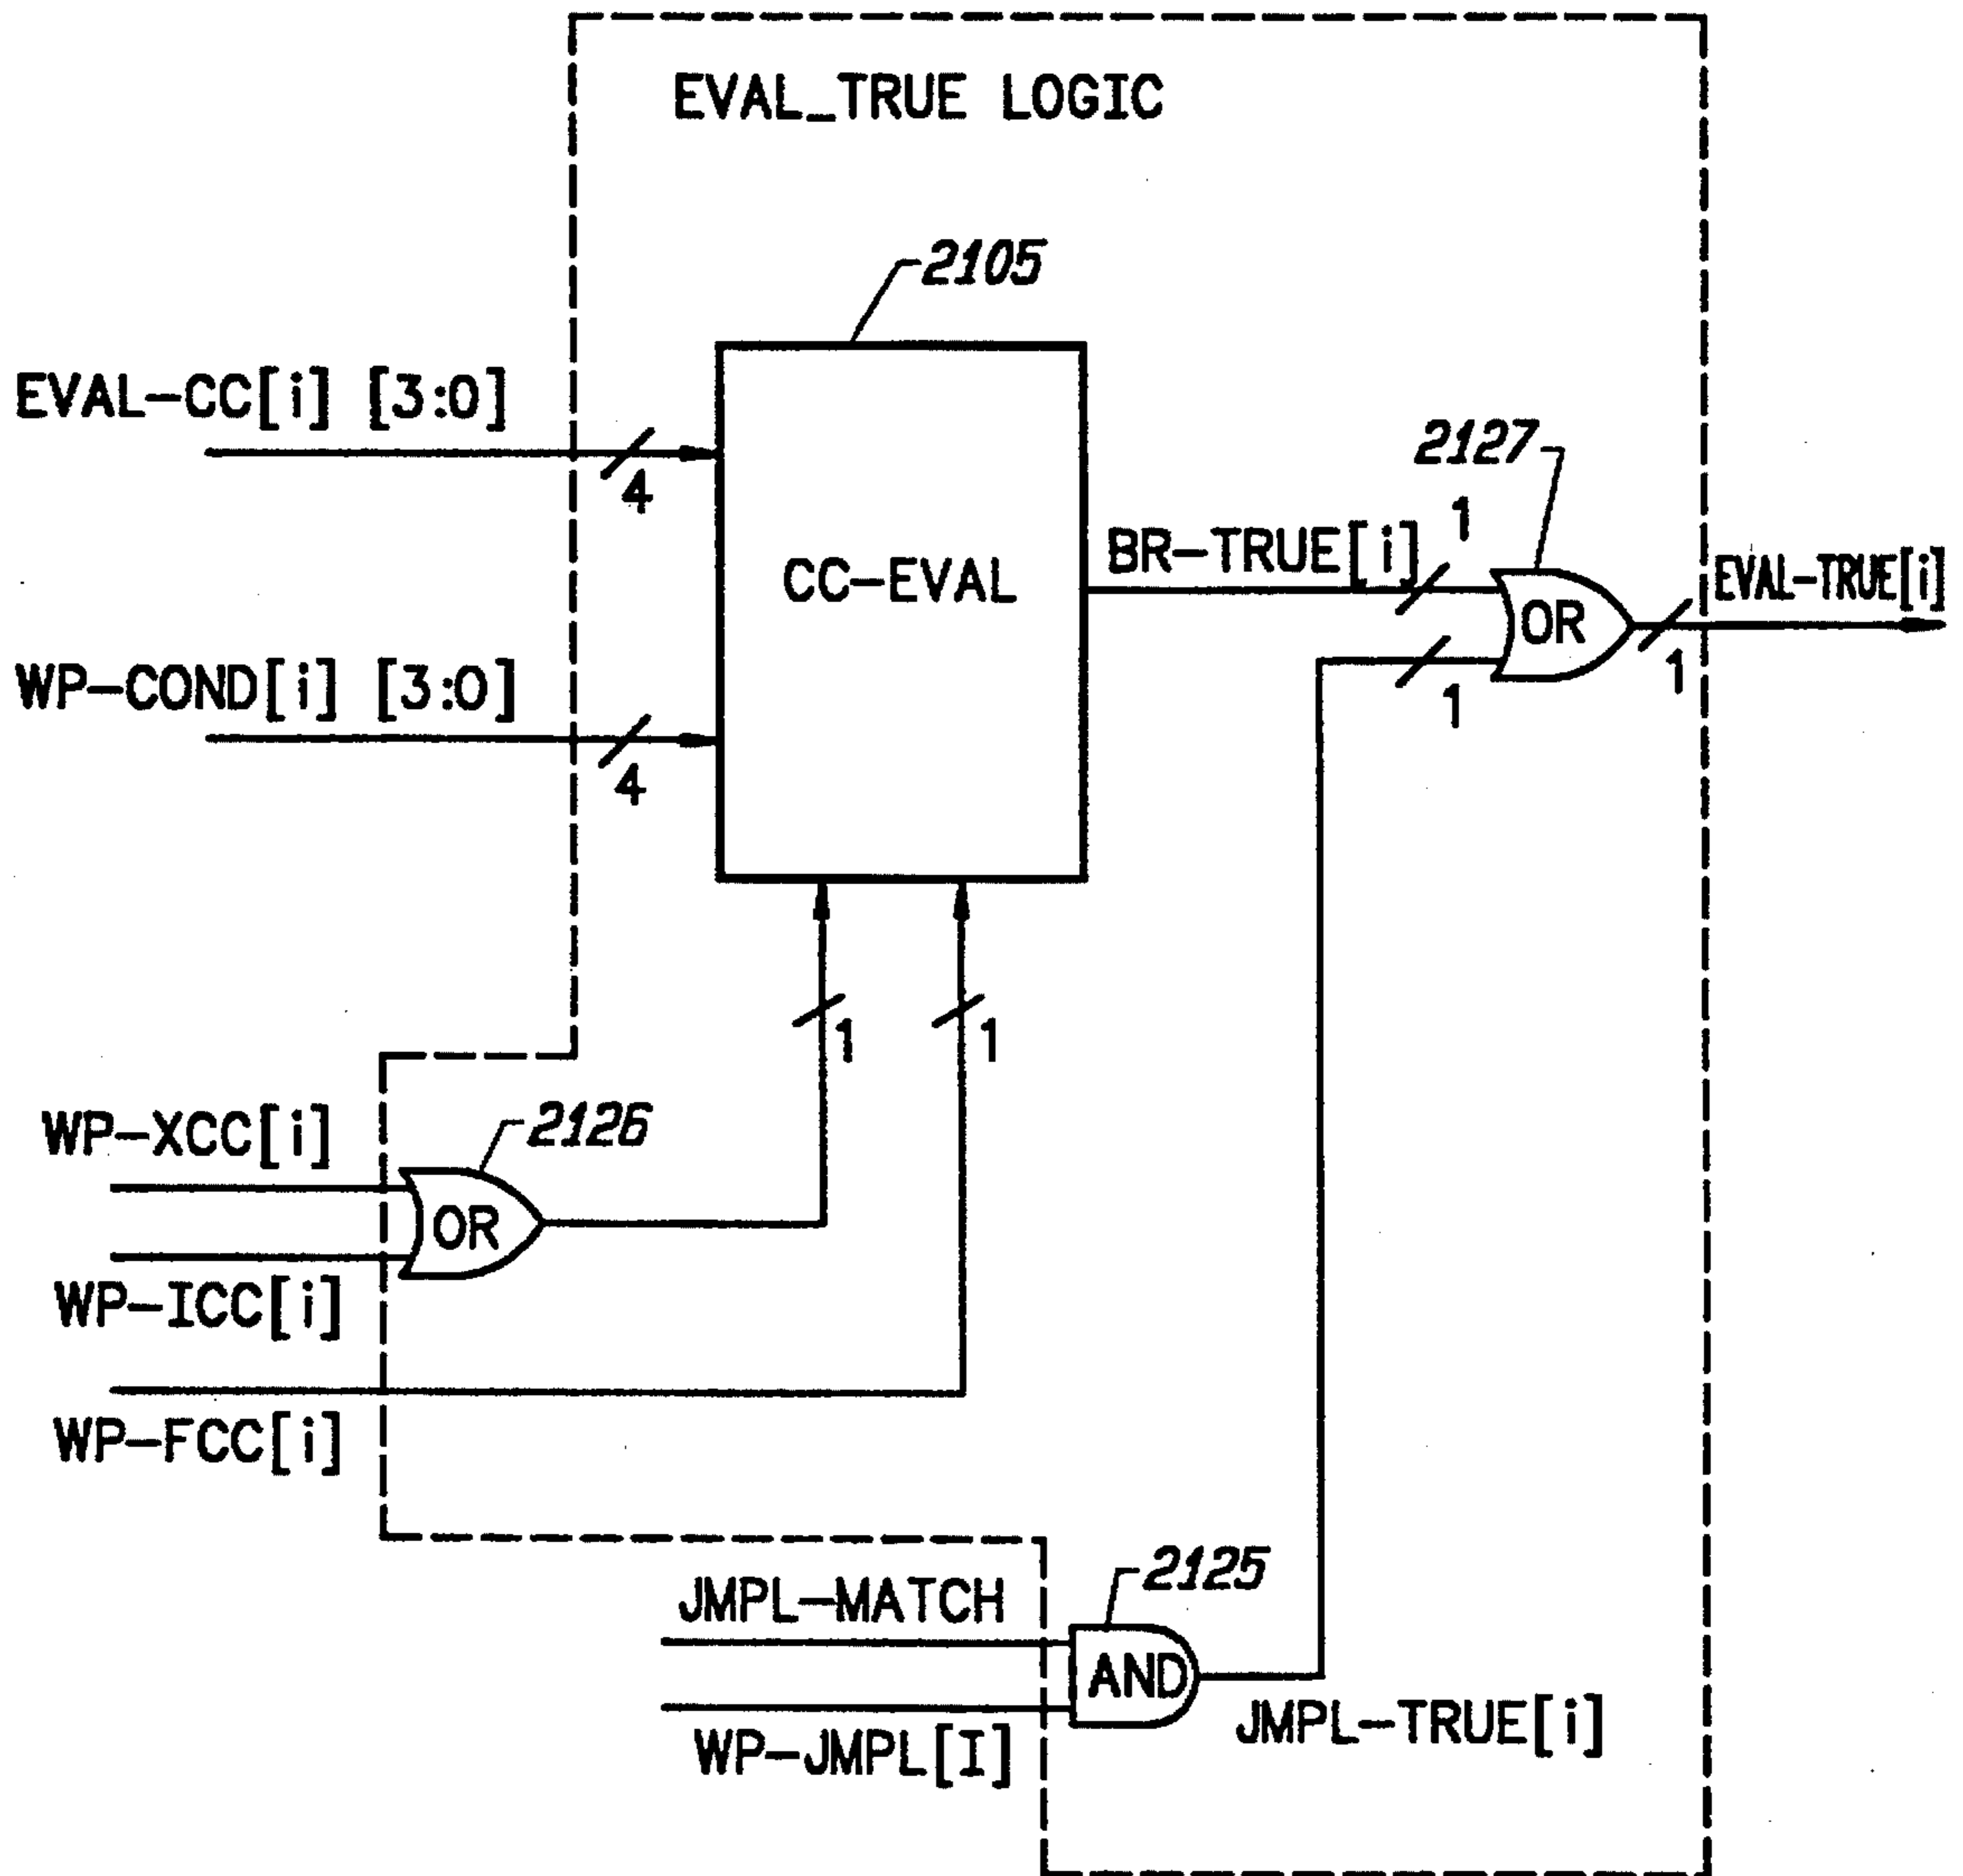 EVAL_TRUE LOGIC
2105
EVAL-CC[i] [3:0]
4
2127
1
BR-TRUE[i]
EVAL-TRUE[i]
CC-EVAL
OR
WP-COND[i] [3:0]
1
1
4
1
1
WP-XCC[i]
2126
OR
WP-ICC[i]
WP-FCC[i]
2125
JMPL-MATCH
AND
WP-JMPL[I]
JMPL-TRUE[i]